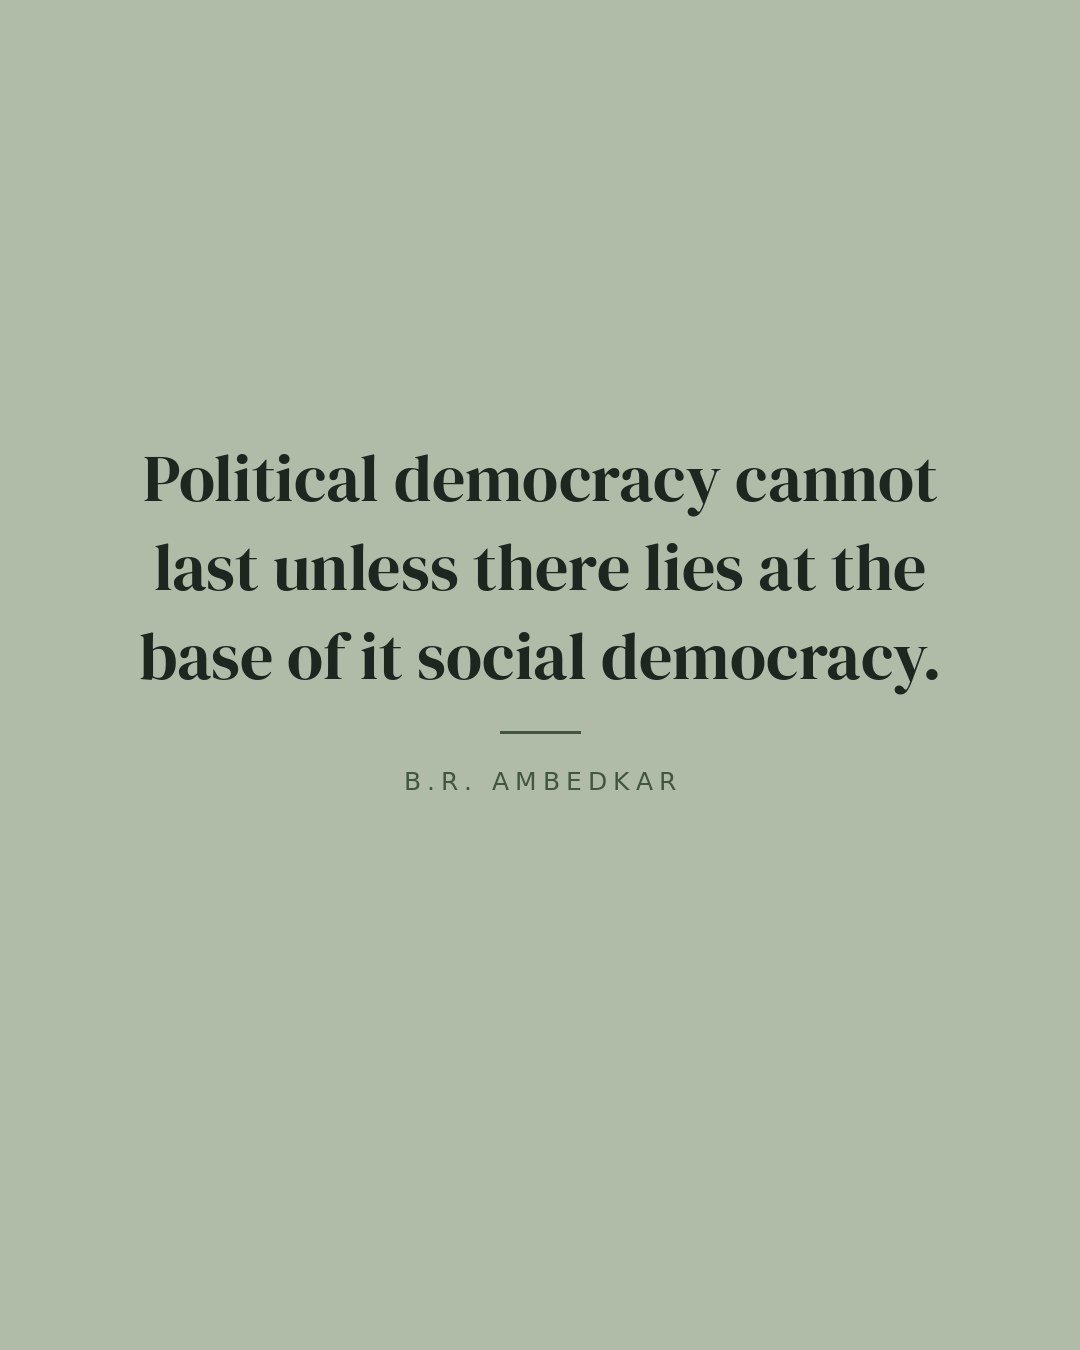 Political democracy cannot
last unless there lies at the
base of it social democracy.
B.R. AMBEDKAR